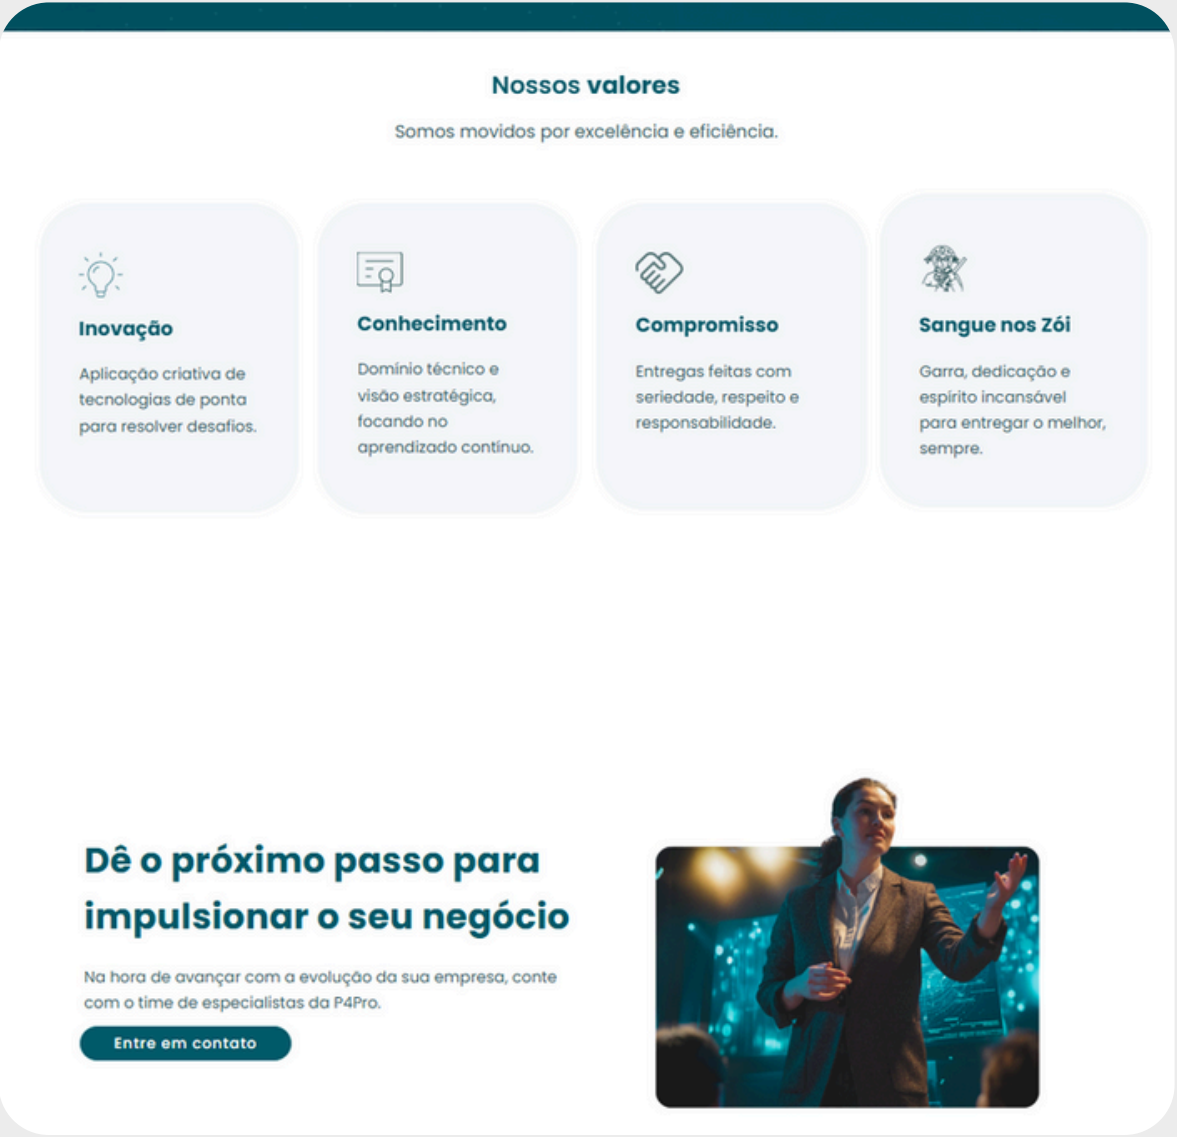 Nossos valores
Somos movidos por excelência e eficiência.
Inovação
Aplicação criativa de
tecnologias de ponta
para resolver desafios.
Conhecimento
Domínio técnico e
visão estratégica,
focando no
aprendizado contínuo.
Compromisso
Entregas feitas com
seriedade, respeito e
responsabilidade.
Sangue nos Zói
Garra, dedicação e
espírito incansável
para entregar o melhor,
sempre.
Dê o próximo passo para
impulsionar o seu negócio
Na hora de avançar com a evolução da sua empresa, conte
com o time de especialistas da P4Pro.
Entre em contato